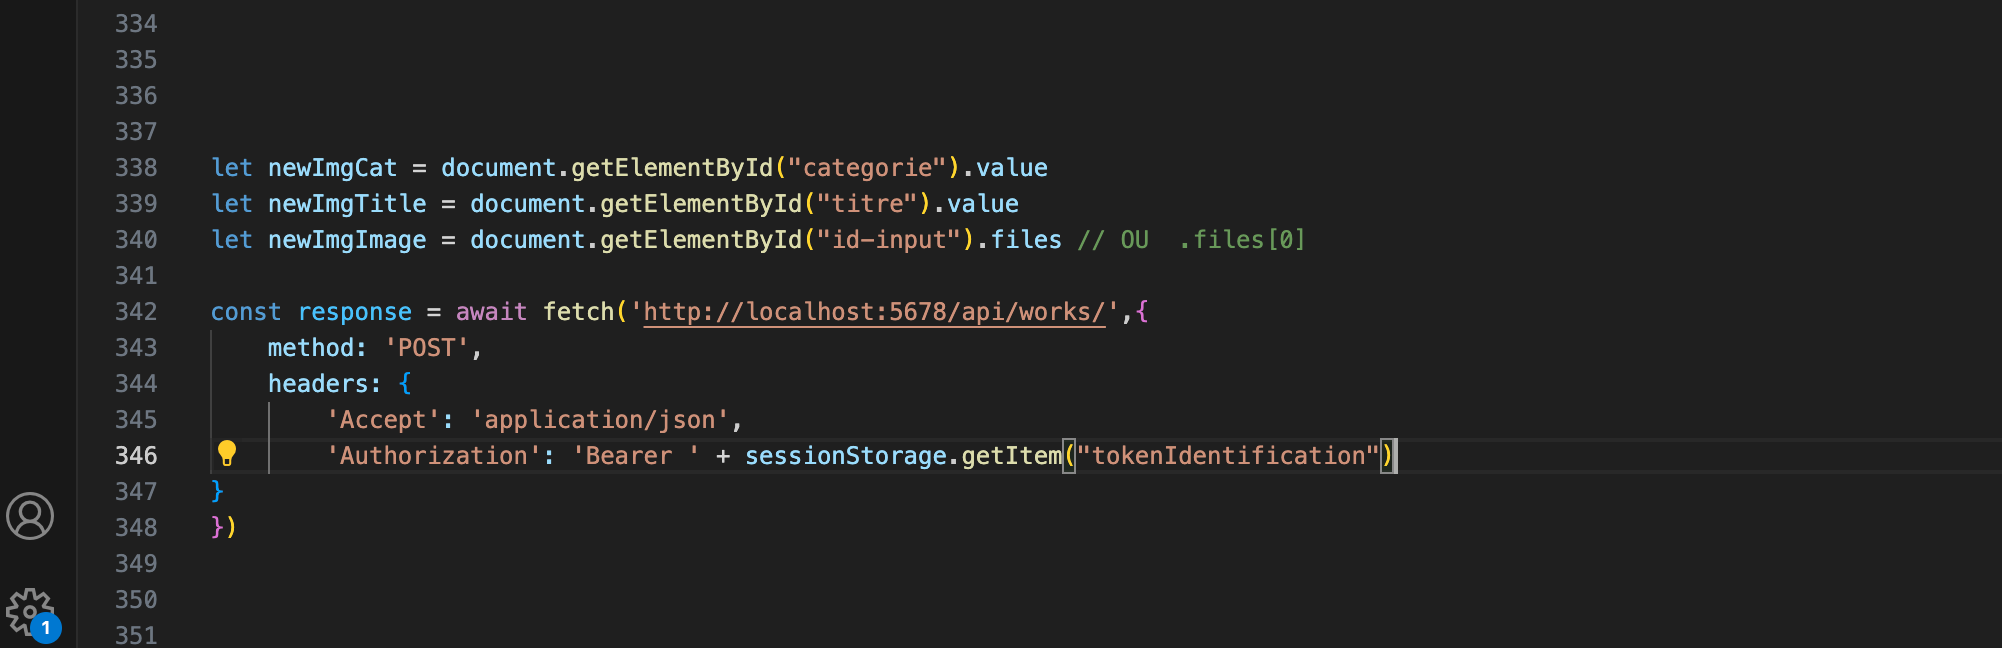 334
335
336
337
338 let newImgCat = document.getElementById("categorie").value
339 let newImgTitle = document.getElementById("titre").value
340 let newImgImage = document.getElementById("id-input").files // OU  .files[0]
341
342 const response = await fetch('http://localhost:5678/api/works/',{
343     method: 'POST',
344     headers: {
345         'Accept': 'application/json',
346         'Authorization': 'Bearer ' + sessionStorage.getItem("tokenIdentification")
347 }
348 })
349
350
351
1